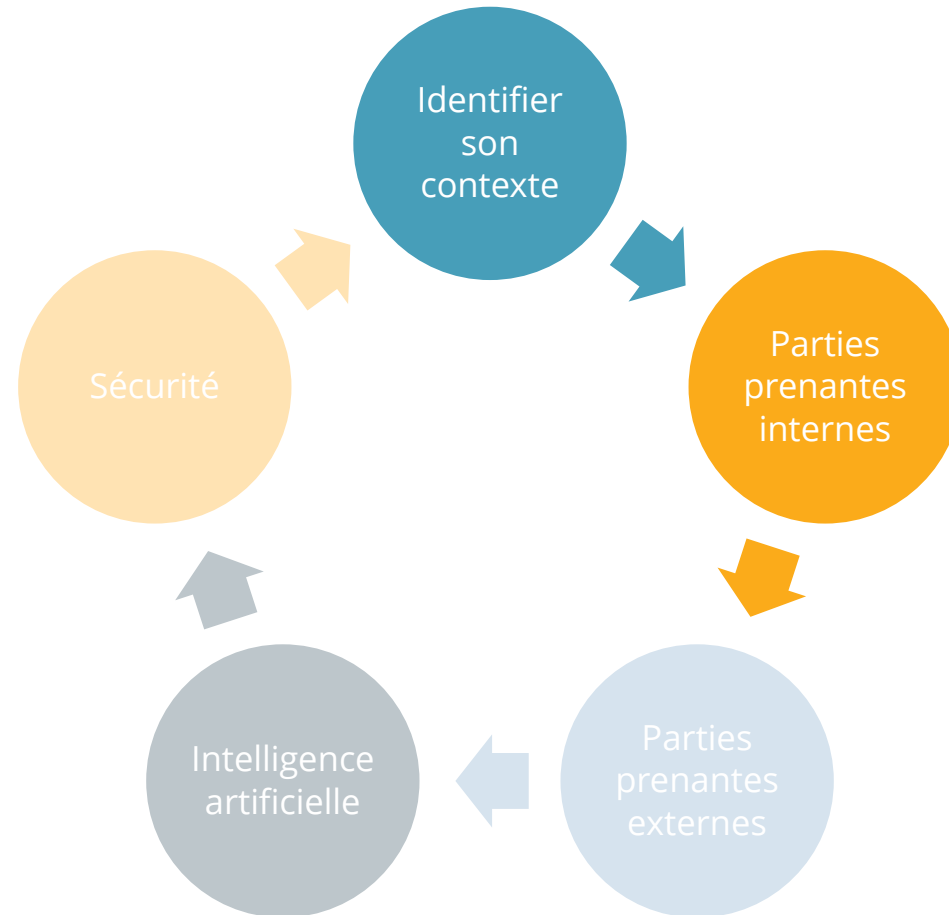 Identifier
son
contexte
Parties
prenantes
internes
Parties
prenantes
externes
Intelligence
artificielle
Sécurité